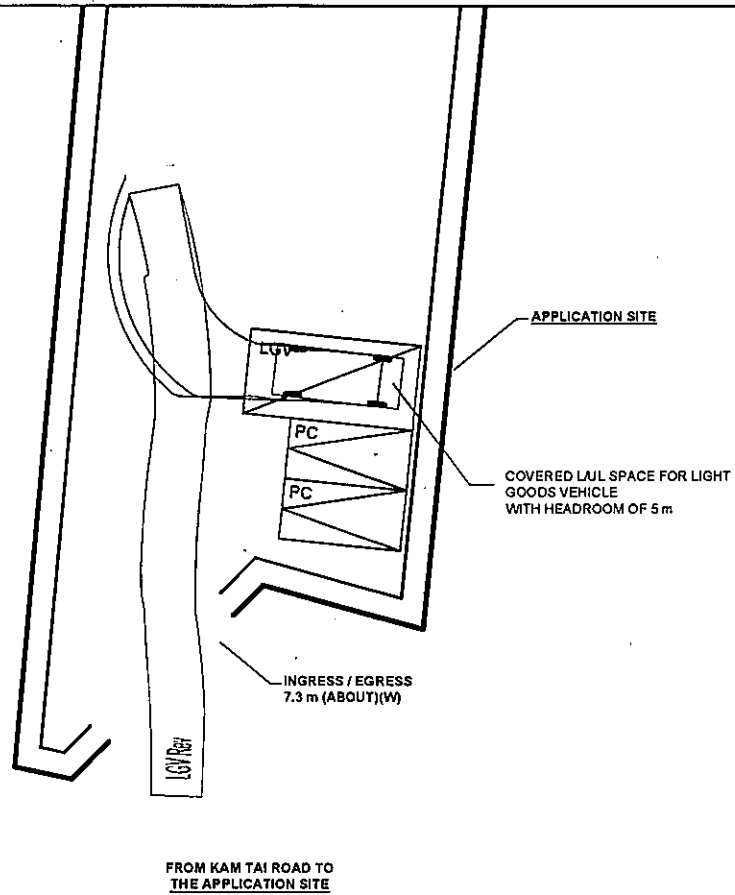 APPLICATION SITE
LGV
PC
PC
COVERED L/UL SPACE FOR LIGHT
GOODS VEHICLE
WITH HEADROOM OF 5 m
INGRESS / EGRESS
7.3 m (ABOUT)(W)
LGV Rev
FROM KAM TAI ROAD TO
THE APPLICATION SITE